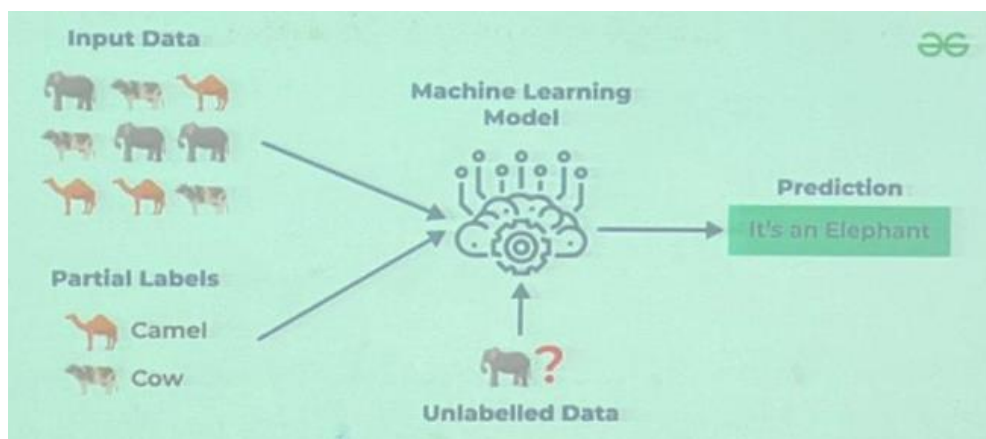 Input Data
Machine Learning
Model
Prediction
It's an Elephant
Partial Labels
Camel
Cow
?
Unlabelled Data